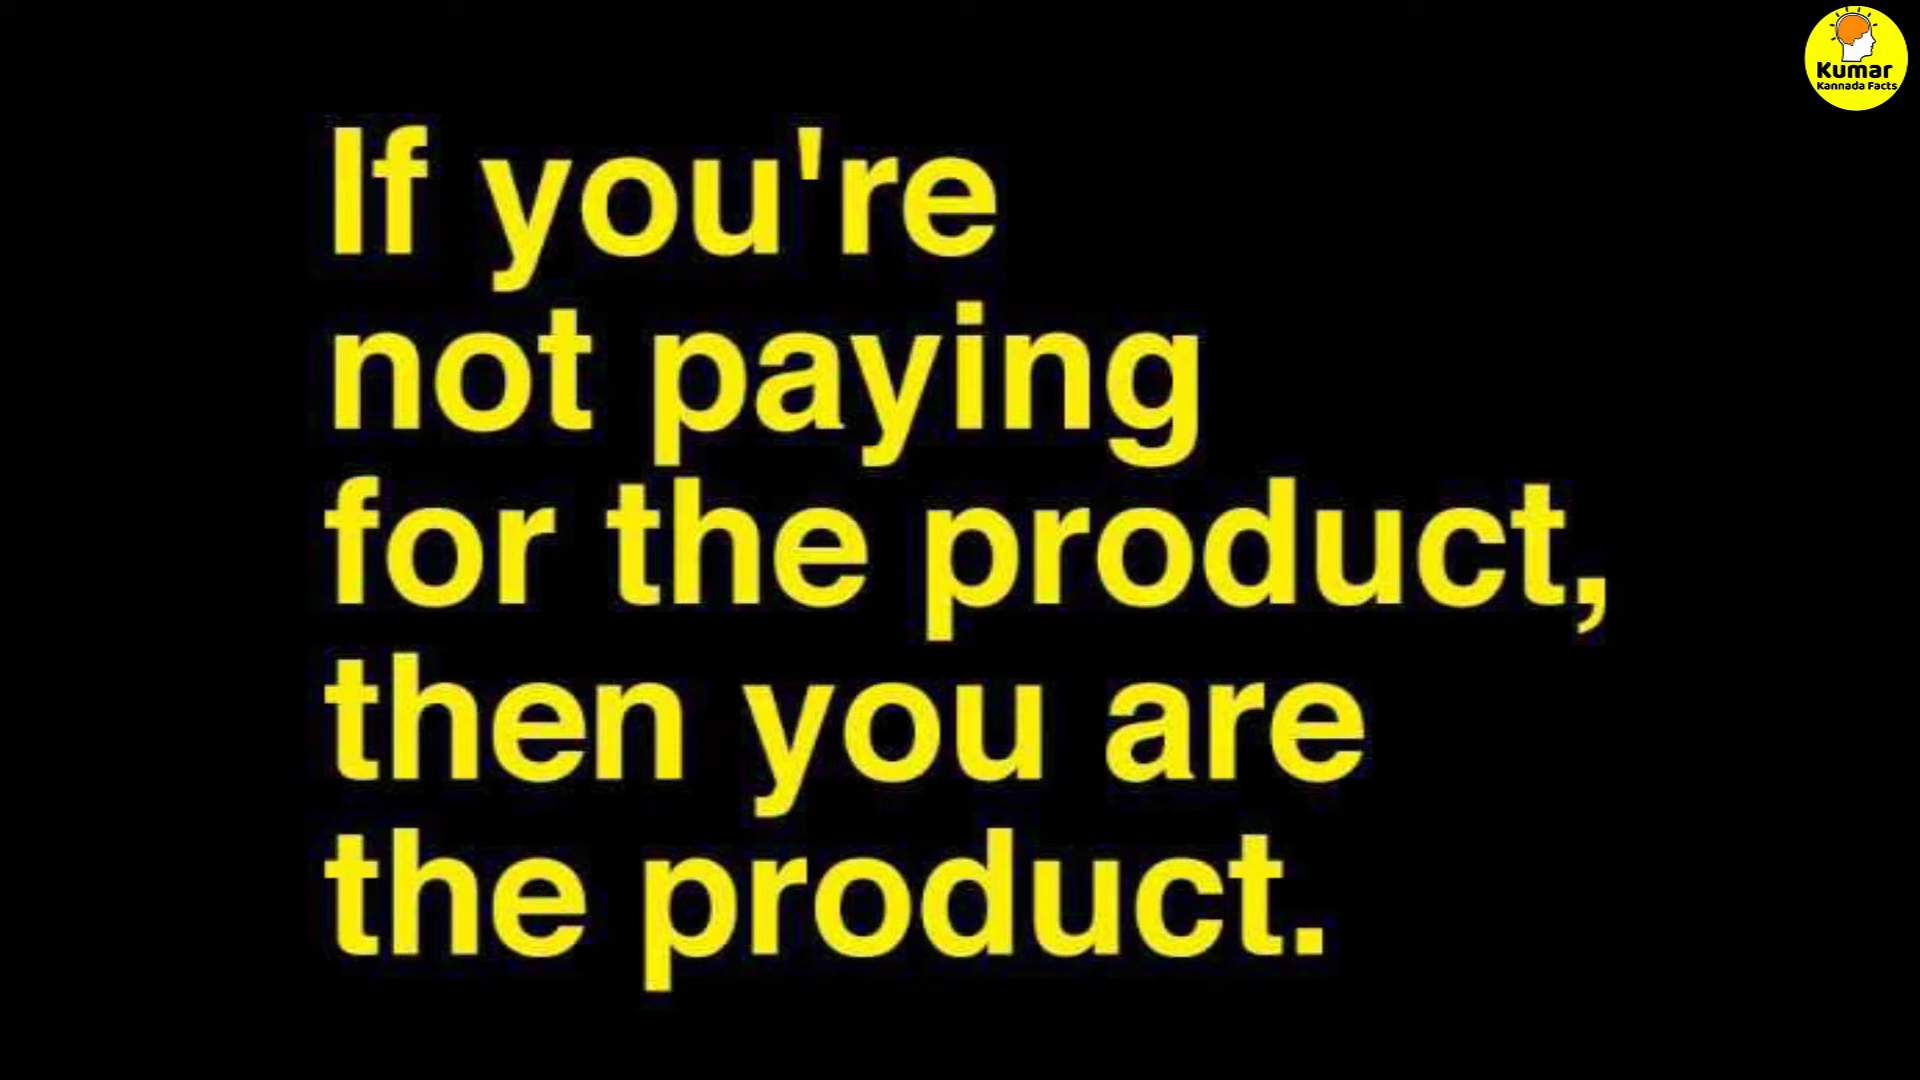 Kumar
Kannada Facts
If you're
not paying
for the product,
then you are
the product.